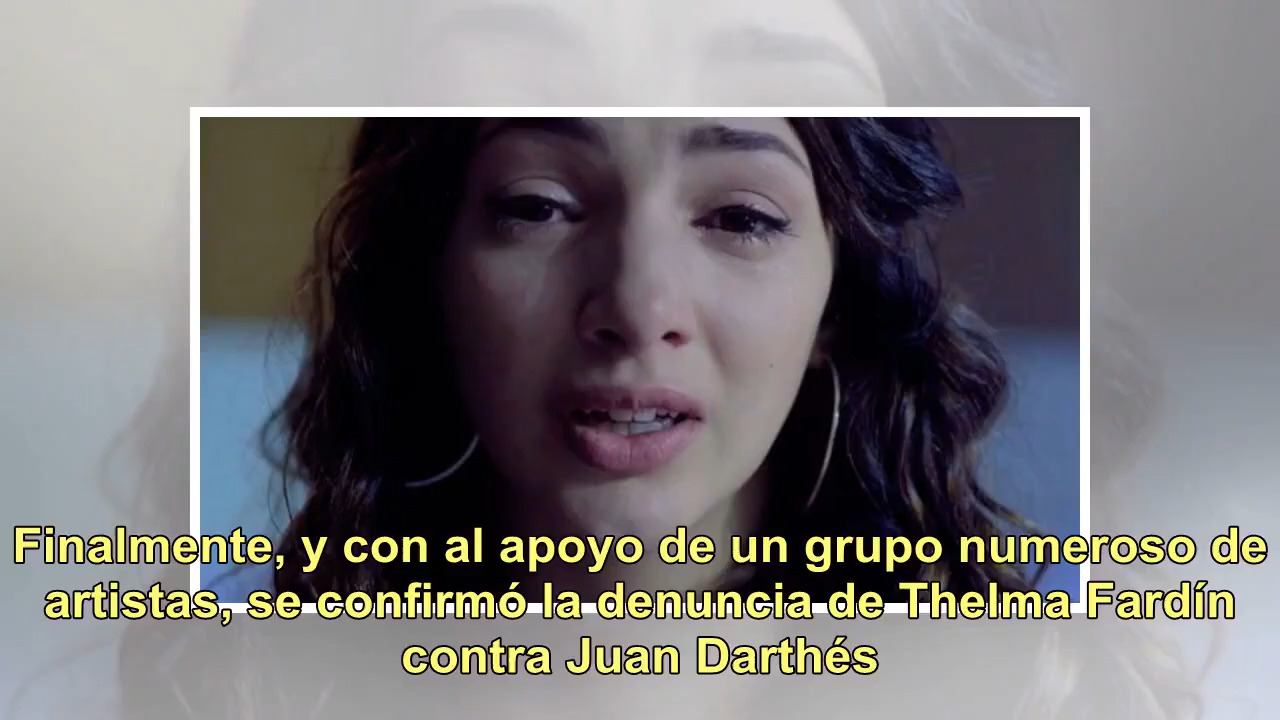 Finalmente, y con al apoyo de un grupo numeroso de
artistas, se confirmó la denuncia de Thelma Fardín
contra Juan Darthés